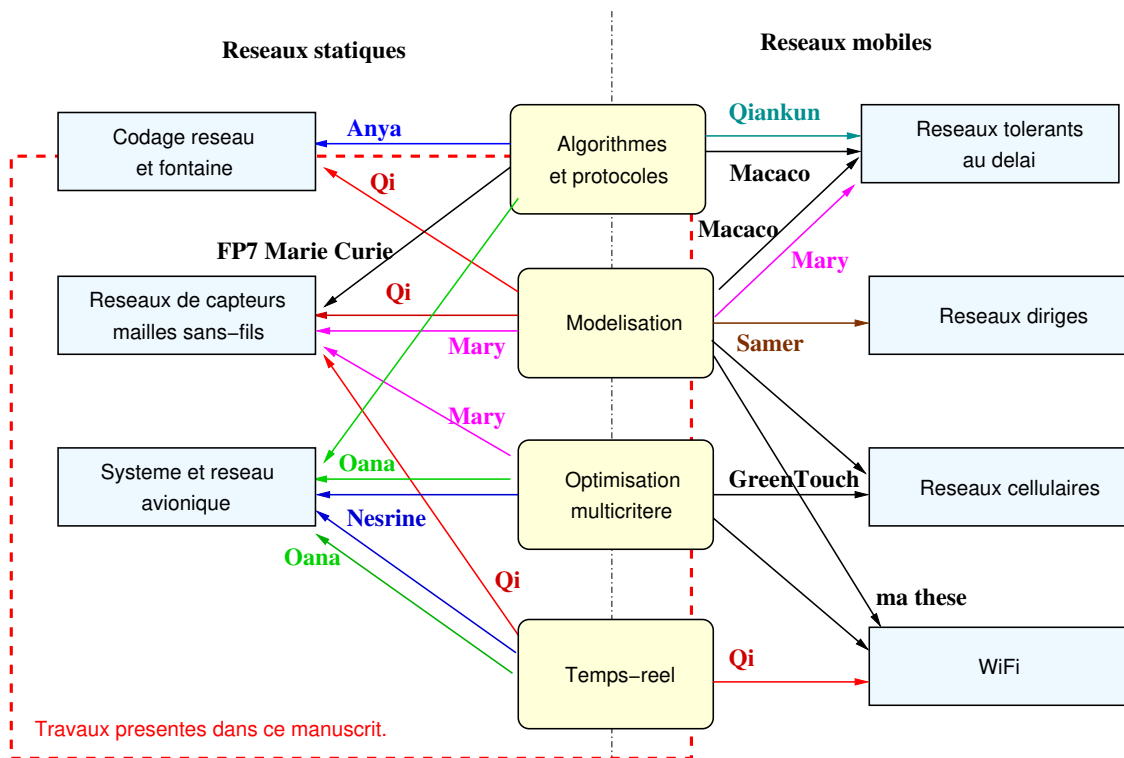 Reseaux statiques
Reseaux mobiles
Codage reseau
et fontaine
Anya
Algorithmes
et protocoles
Qiankun
Reseaux tolerants
au delai
Macaco
Qi
Macaco
FP7 Marie Curie
Mary
Reseaux de capteurs
mailles sans−fils
Qi
Mary
Modelisation
Samer
Reseaux diriges
Mary
Systeme et reseau
avionique
Oana
Nesrine
Oana
Optimisation
multicritere
GreenTouch
Reseaux cellulaires
Qi
ma these
Temps−reel
Qi
WiFi
Travaux presentes dans ce manuscrit.